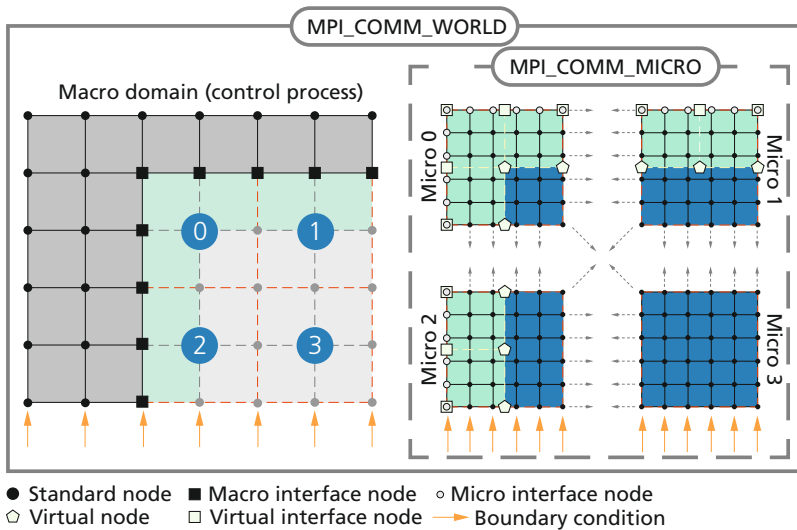 MPI_COMM_WORLD
MPI_COMM_MICRO
Macro domain (control process)
Micro 0
Micro 1
0
1
2
3
Micro 2
Micro 3
Standard node
Macro interface node
Micro interface node
Virtual node
Virtual interface node
Boundary condition